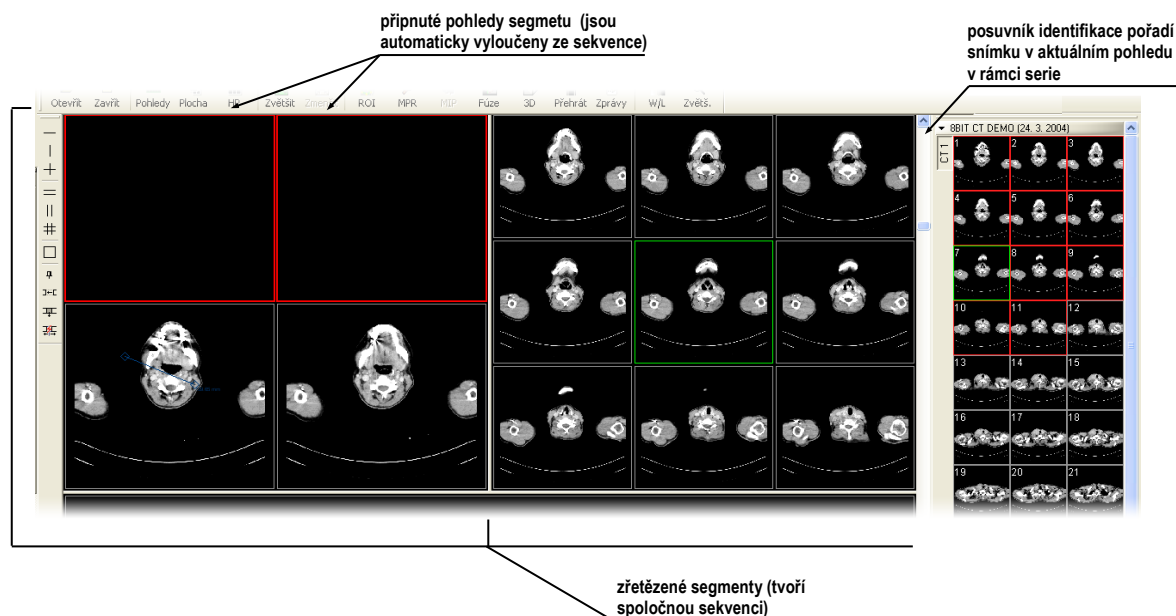 připnuté pohledy segmetu (jsou
automaticky vyloučeny ze sekvence)
posuvník identifikace pořadí
snímku v aktuálním pohledu
v rámci serie
Otevřít Zavřít Pohledy Plocha HP Zvětšit Změnit ROI MPR MIP Fúze 3D Přehrát Zprávy W/L Zvětš.
8BIT CT DEMO (24. 3. 2004)
CT1
1 2 3
4 5 6
7 8 9
10 11 12
13 14 15
16 17 18
19 20 21
zřetězené segmenty (tvoří
spoločnou sekvenci)